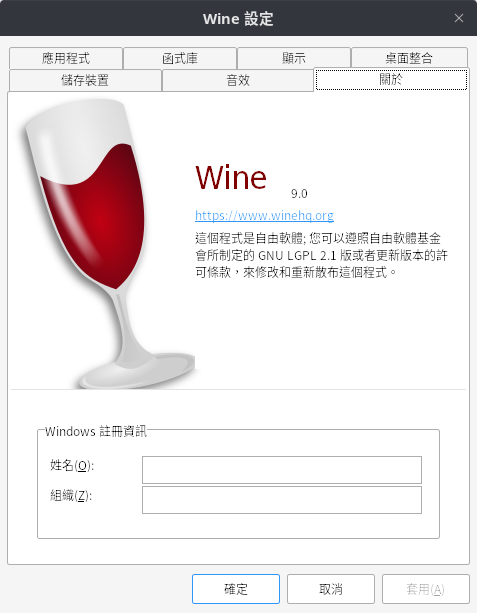 Wine 設定
應用程式
函式庫
顯示
桌面整合
儲存裝置
音效
關於
Wine 9.0
https://www.winehq.org
這個程式是自由軟體; 您可以遵照自由軟體基金
會所制定的 GNU LGPL 2.1 版或者更新版本的許
可條款，來修改和重新散布這個程式。
Windows 註冊資訊
姓名(O):
組織(Z):
確定
取消
套用(A)